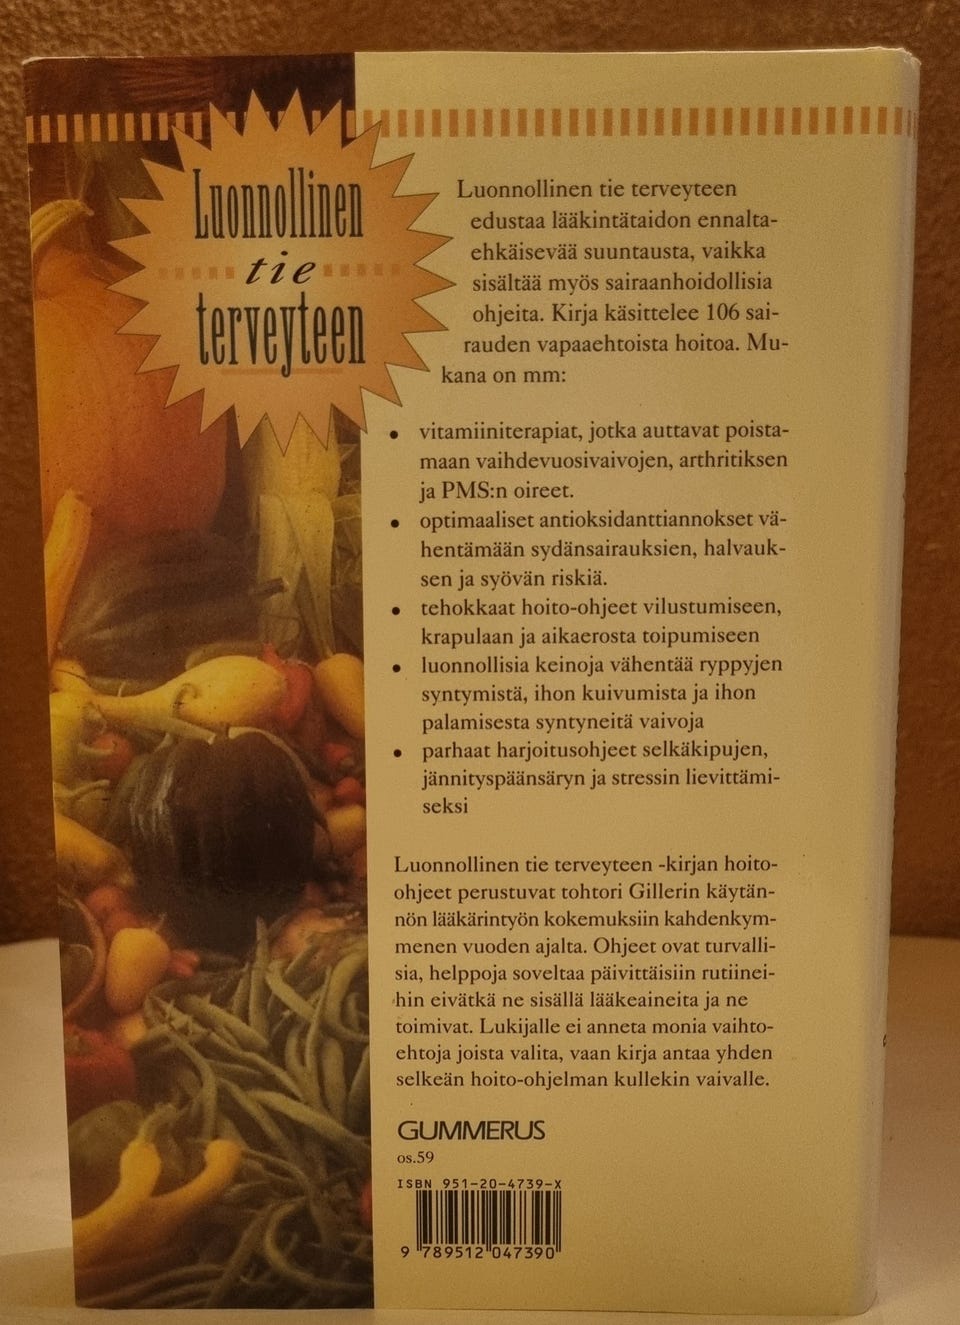 Luonnollinen
tie
terveyteen
Luonnollinen tie terveyteen
edustaa lääkintätaidon ennalta-
ehkäisevää suuntausta, vaikka
sisältää myös sairaanhoidollisia
ohjeita. Kirja käsittelee 106 sai-
rauden vapaaehtoista hoitoa. Mu-
kana on mm:
• vitamiiniterapiat, jotka auttavat poista-
maan vaihdevuosivaivojen, arthritiksen
ja PMS:n oireet.
• optimaaliset antioksidanttiannokset vä-
hentämään sydänsairauksien, halvauk-
sen ja syövän riskiä.
• tehokkaat hoito-ohjeet vilustumiseen,
krapulaan ja aikaerosta toipumiseen
• luonnollisia keinoja vähentää ryppyjen
syntymistä, ihon kuivumista ja ihon
palamisesta syntyneitä vaivoja
• parhaat harjoitusohjeet selkäkipujen,
jännityspäänsäryn ja stressin lievittämi-
seksi
Luonnollinen tie terveyteen -kirjan hoito-
ohjeet perustuvat tohtori Gillerin käytän-
nön lääkärintyön kokemuksiin kahdenkym-
menen vuoden ajalta. Ohjeet ovat turvalli-
sia, helppoja soveltaa päivittäisiin rutiinei-
hin eivätkä ne sisällä lääkeaineita ja ne
toimivat. Lukijalle ei anneta monia vaihto-
ehtoja joista valita, vaan kirja antaa yhden
selkeän hoito-ohjelman kullekin vaivalle.
GUMMERUS
os.59
ISBN 951-20-4739-X
9 789512 047390